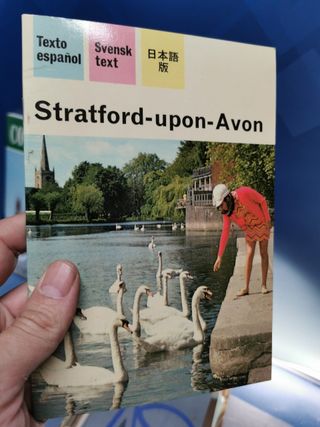 Texto
español
Svensk
text
日本語
版
Stratford-upon-Avon